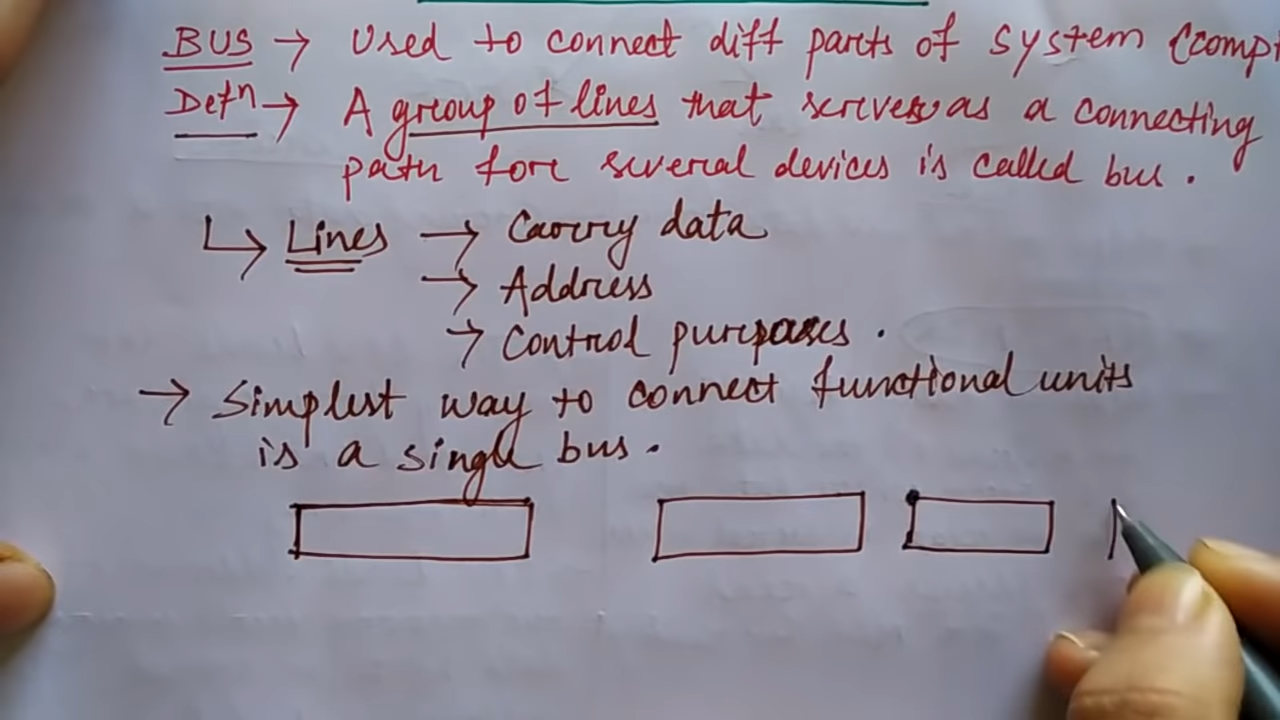 BUS → Used to connect diff parts of system (comp
Defn → A group of lines that serves as a connecting
path for several devices is called bus.
↳ Lines → Carry data
→ Address
→ Control purposes.
→ Simplest way to connect functional units
is a single bus.